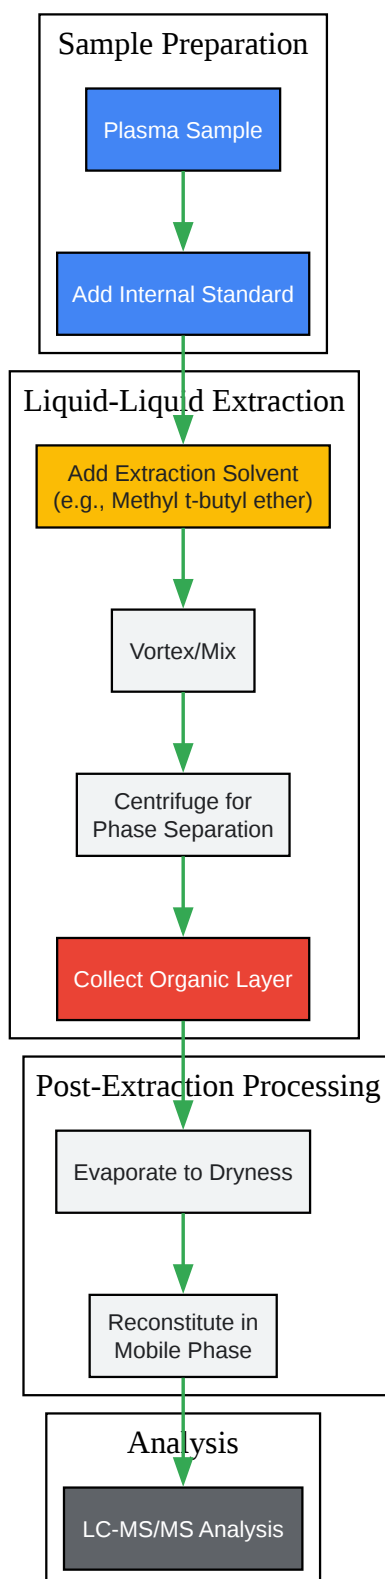 Sample Preparation
Plasma Sample
Add Internal Standard
Liquid-Liquid Extraction
Add Extraction Solvent
(e.g., Methyl t-butyl ether)
Vortex/Mix
Centrifuge for
Phase Separation
Collect Organic Layer
Post-Extraction Processing
Evaporate to Dryness
Reconstitute in
Mobile Phase
Analysis
LC-MS/MS Analysis